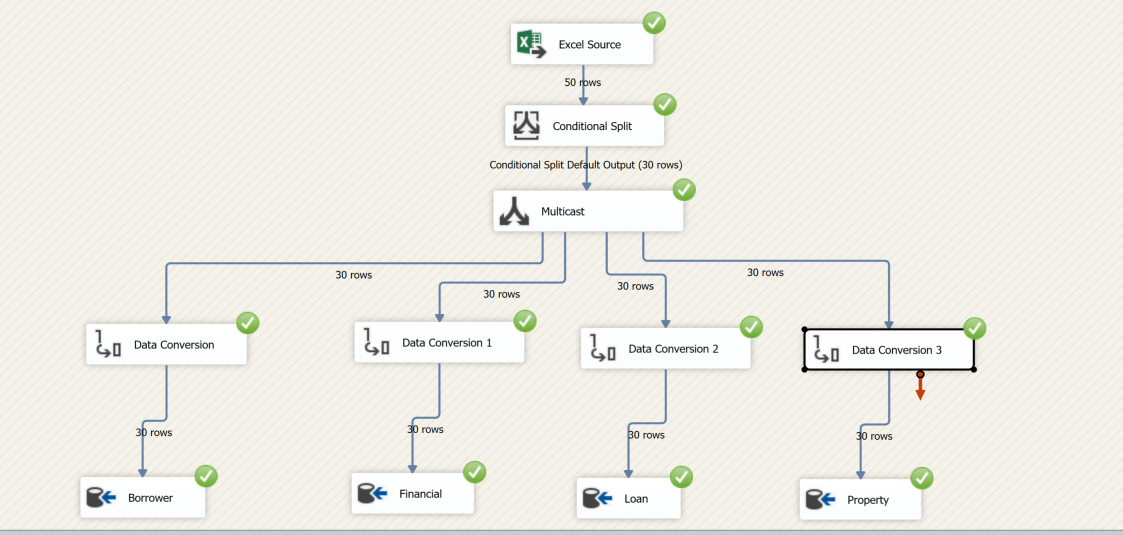 Excel Source
50 rows
Conditional Split
Conditional Split Default Output (30 rows)
Multicast
30 rows
30 rows
30 rows
30 rows
Data Conversion
Data Conversion 1
Data Conversion 2
Data Conversion 3
30 rows
30 rows
30 rows
30 rows
Borrower
Financial
Loan
Property